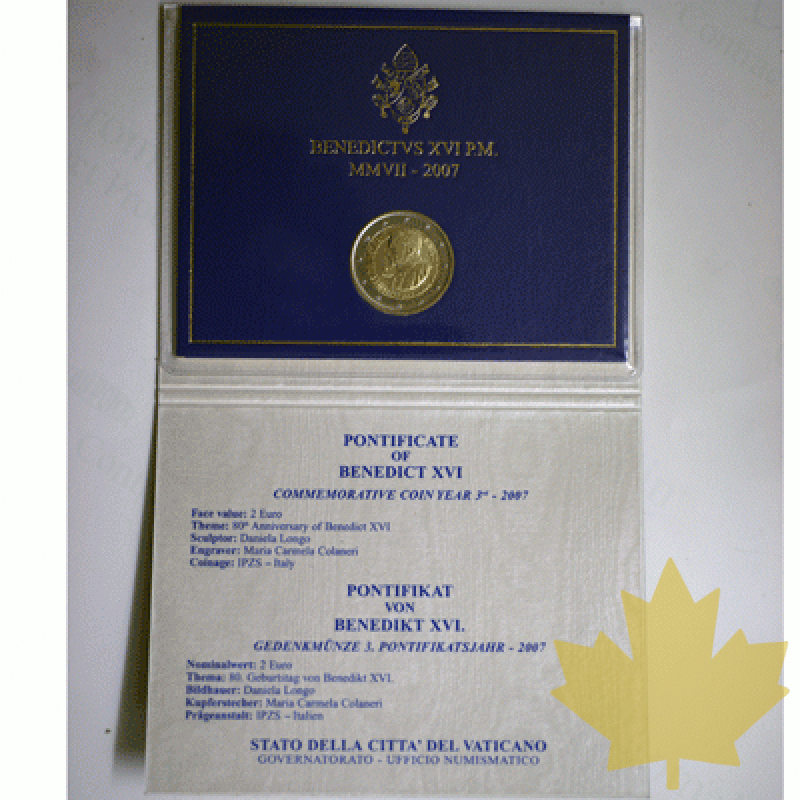 BENEDICTVS XVI P.M.
MMVII - 2007
PONTIFICATE
OF
BENEDICT XVI
COMMEMORATIVE COIN YEAR 3rd - 2007
Face value: 2 Euro
Theme: 80th Anniversary of Benedict XVI
Sculptor: Daniela Longo
Engraver: Maria Carmela Colaneri
Coinage: IPZS – Italy
PONTIFIKAT
VON
BENEDIKT XVI.
GEDENKMÜNZE 3. PONTIFIKATSJAHR - 2007
Nominalwert: 2 Euro
Thema: 80. Geburtstag von Benedikt XVI.
Bildhauer: Daniela Longo
Kupferstecher: Maria Carmela Colaneri
Prägeanstalt: IPZS – Italien
STATO DELLA CITTA' DEL VATICANO
GOVERNATORATO - UFFICIO NUMISMATICO